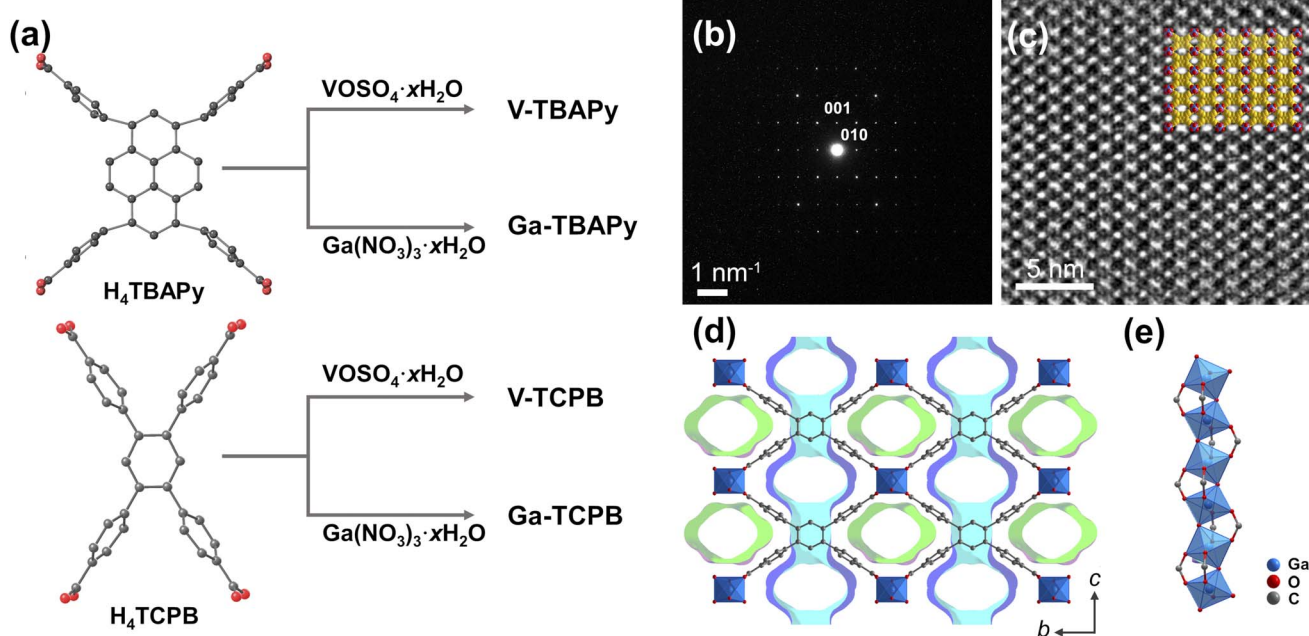 (a)
VOSO₄·xH₂O
V-TBAPy
Ga-TBAPy
Ga(NO₃)₃·xH₂O
H₄TBAPy
VOSO₄·xH₂O
V-TCPB
Ga-TCPB
Ga(NO₃)₃·xH₂O
H₄TCPB
(b)
001
010
1 nm⁻¹
(c)
5 nm
(d)
c
b
(e)
Ga
O
C